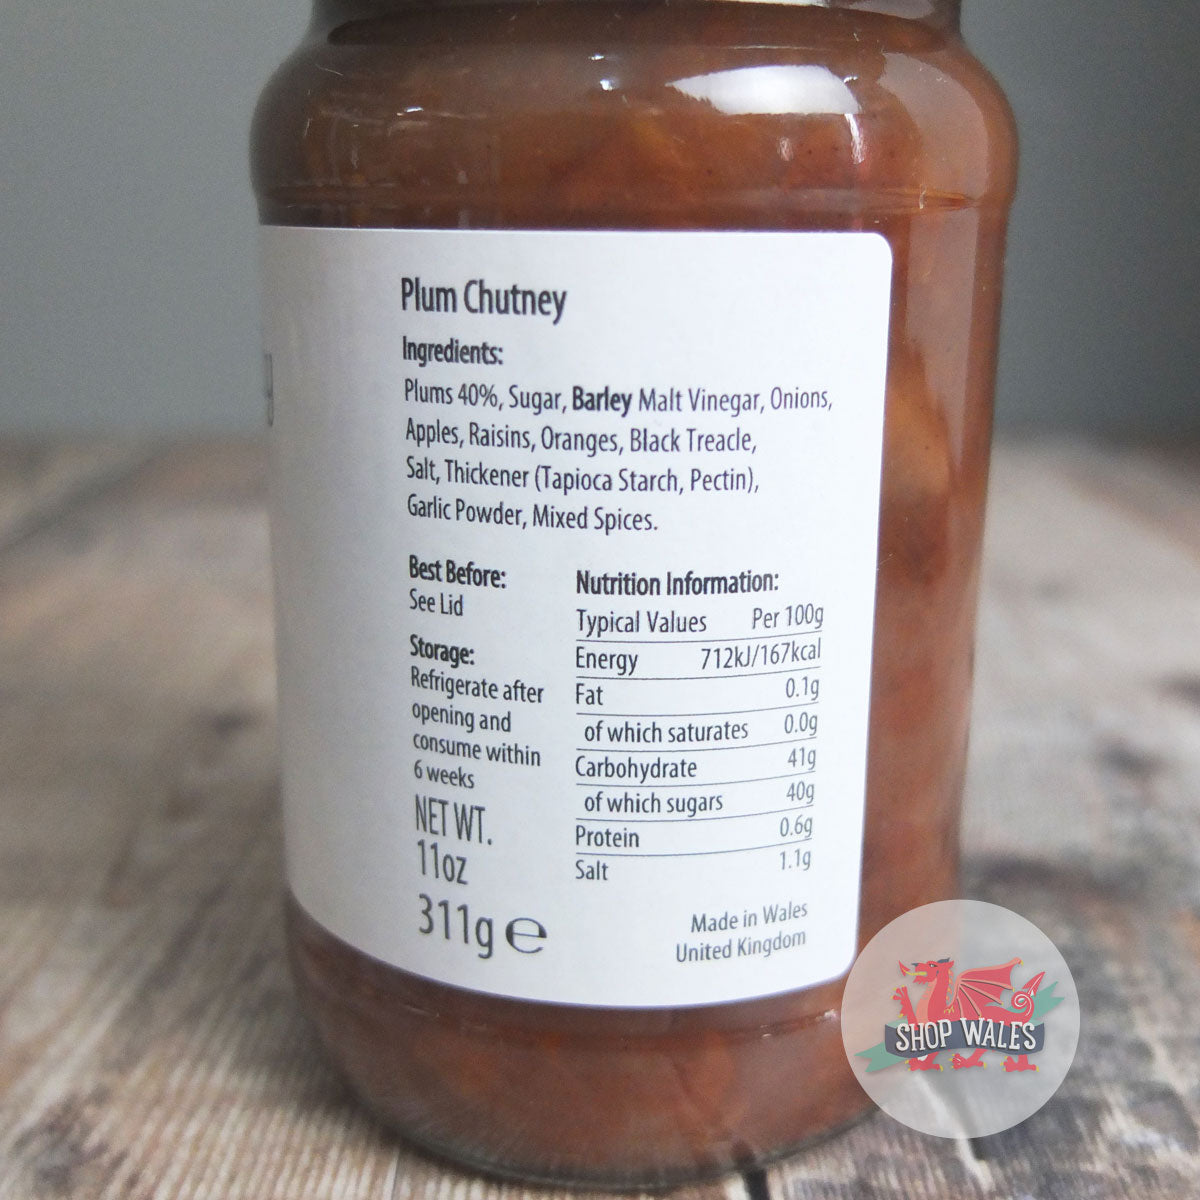 Plum Chutney
Ingredients:
Plums 40%, Sugar, Barley Malt Vinegar, Onions,
Apples, Raisins, Oranges, Black Treacle,
Salt, Thickener (Tapioca Starch, Pectin),
Garlic Powder, Mixed Spices.
Best Before:
See Lid
Storage:
Refrigerate after
opening and
consume within
6 weeks
NET WT.
11oz
311g ℮
Nutrition Information:
Typical Values Per 100g
Energy 712kJ/167kcal
Fat 0.1g
of which saturates 0.0g
Carbohydrate 41g
of which sugars 40g
Protein 0.6g
Salt 1.1g
Made in Wales
United Kingdom
SHOP WALES